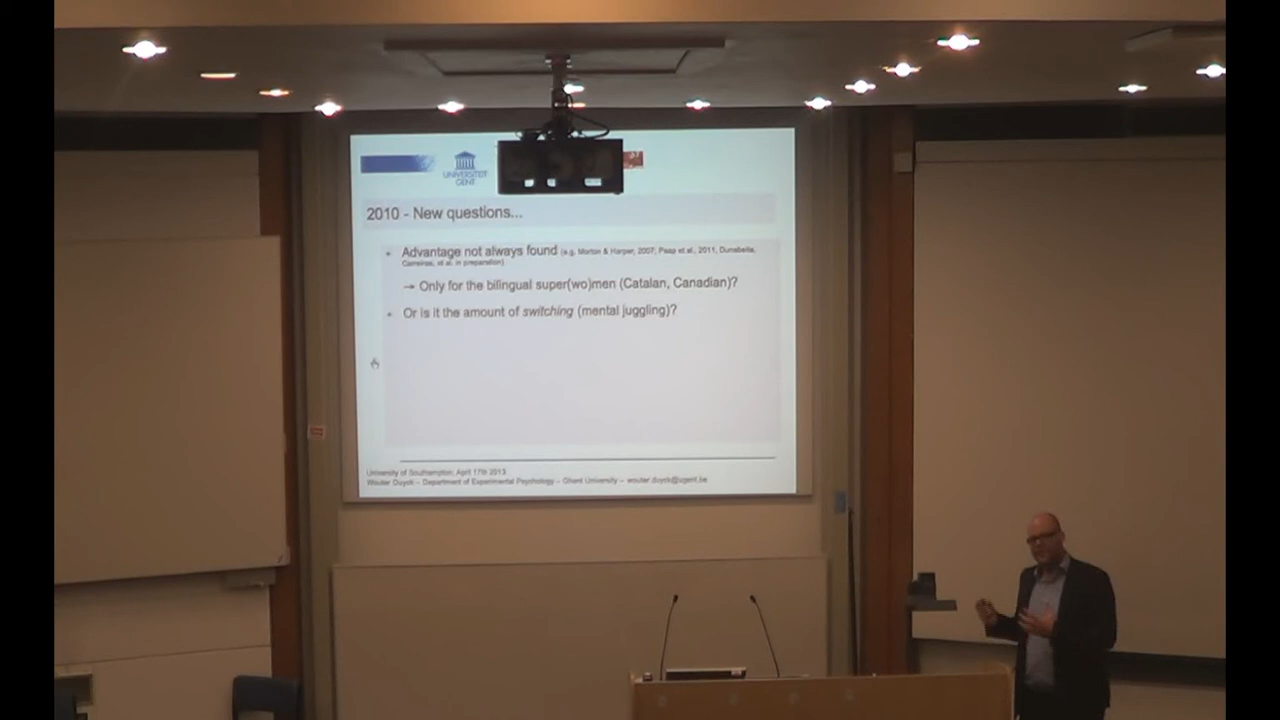 UNIVERSITEIT
GENT
2010 - New questions...
Advantage not always found (e.g. Morton & Harper, 2007; Paap et al., 2011, Dunabeitia,
Carreiras, et al. in preparation)
→ Only for the bilingual super(wo)men (Catalan, Canadian)?
Or is it the amount of switching (mental juggling)?
University of Southampton, April 17th 2013
Wouter Duyck – Department of Experimental Psychology – Ghent University – wouter.duyck@ugent.be